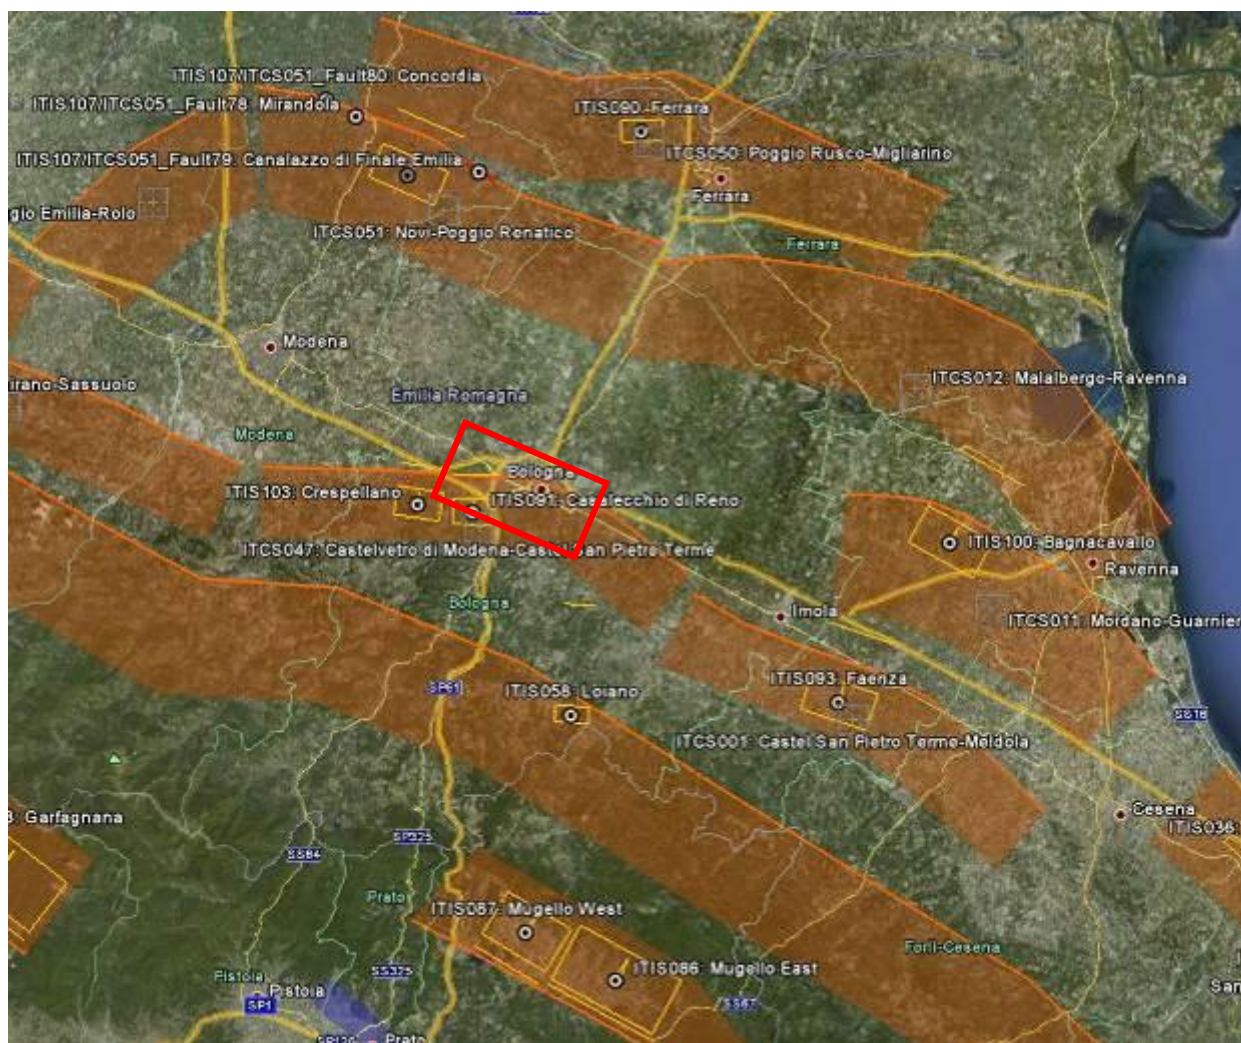 ITIS107/ITCS051_Fault80: Concordia
ITIS107/ITCS051_Fault78: Mirandola
ITIS090: Ferrara
ITIS107/ITCS051_Fault79: Canalazzo di Finale Emilia
ITCS050: Poggio Rusco-Migliarino
Ferrara
gio Emilia-Rolo
ITCS051: Novi-Poggio Renatico
Ferrara
Modena
irano-Sassuolo
ITCS012: Malalbergo-Ravenna
Emilia Romagna
Modena
Bologna
ITIS103: Crespellano
ITIS091: Casalecchio di Reno
ITCS047: Castelvetro di Modena-Castel San Pietro Terme
ITIS100: Bagnacavallo
Ravenna
Bologna
Imola
ITCS011: Mordano-Guarnier
SP61
ITIS058: Loiano
ITIS093: Faenza
SS16
ITCS001: Castel San Pietro Terme-Meldola
Cesena
: Garfagnana
ITIS036:
SP325
SS64
Prato
ITIS087: Mugello West
Forlì-Cesena
ITIS086: Mugello East
SS325
Pistoia
Pistoia
San
SP1
SS67
Prato